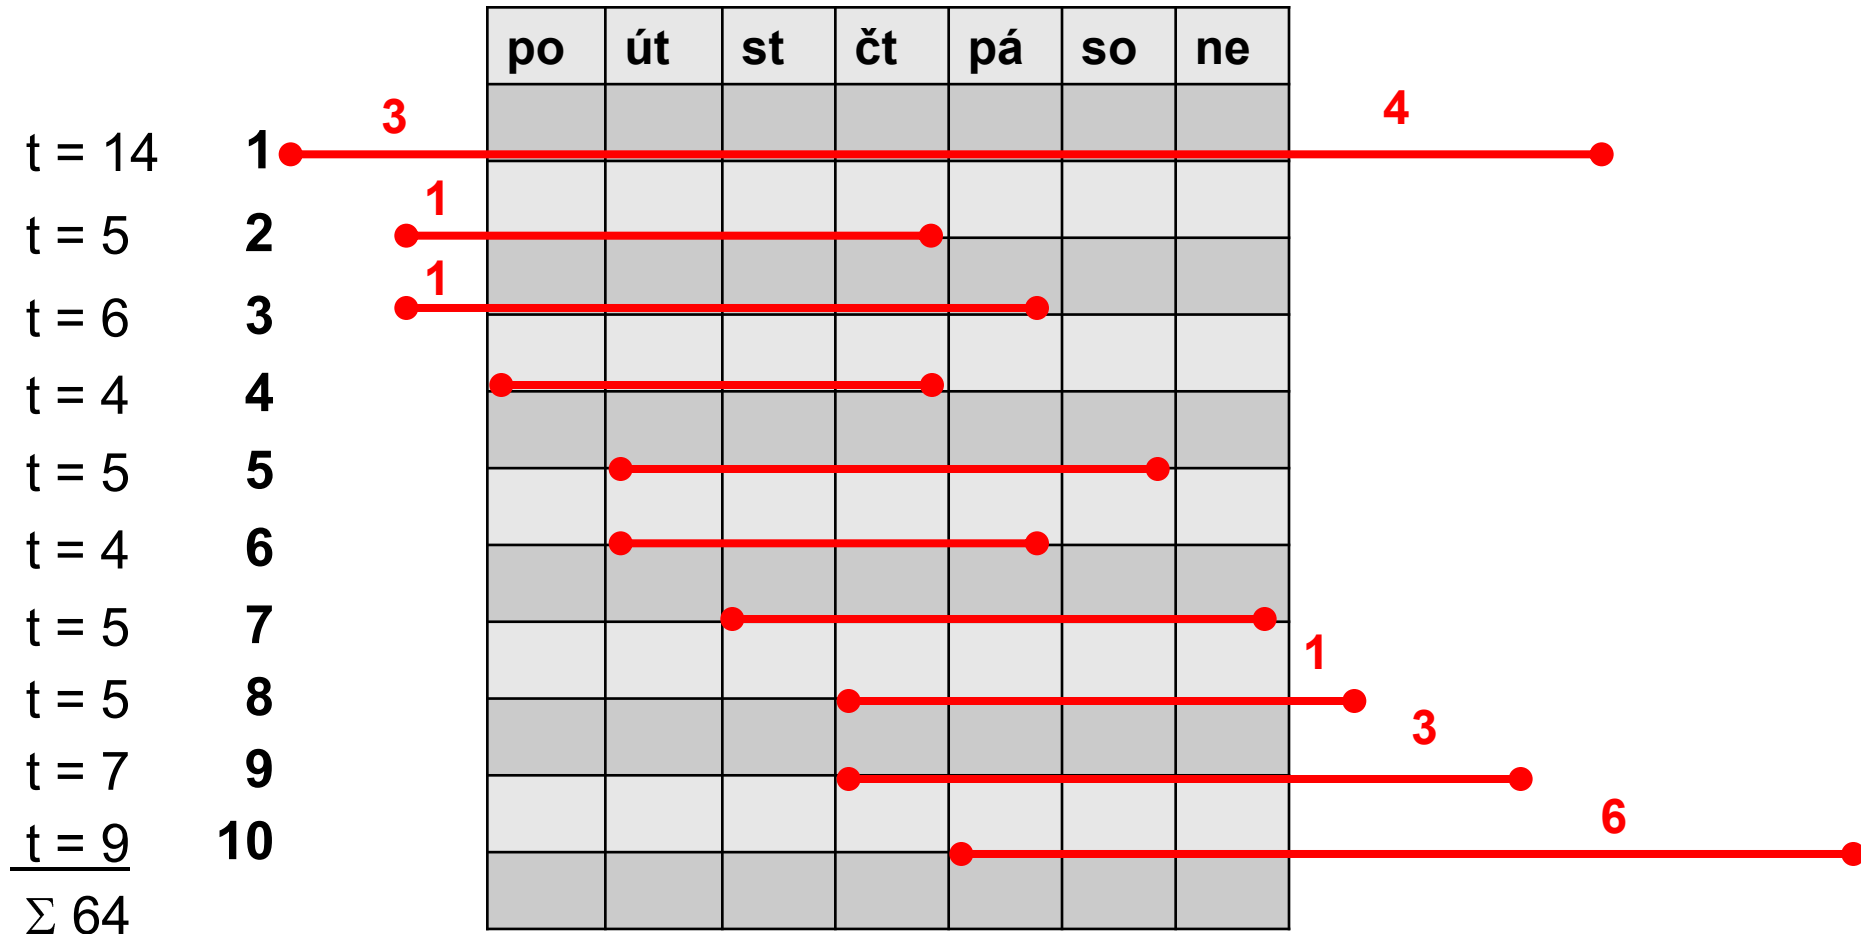 po út st čt pá so ne
3 4
t = 14 1
1
t = 5 2
1
t = 6 3
t = 4 4
t = 5 5
t = 4 6
t = 5 7
1
t = 5 8
3
t = 7 9
6
t = 9 10
Σ 64